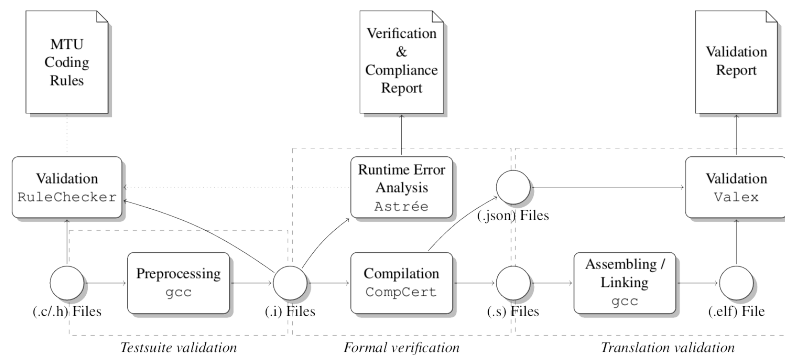 MTU
Coding
Rules
Verification
&
Compliance
Report
Validation
Report
Validation
RuleChecker
Runtime Error
Analysis
Astrée
Validation
Valex
(.json) Files
Preprocessing
gcc
Compilation
CompCert
Assembling /
Linking
gcc
(.c/.h) Files
(.i) Files
(.s) Files
(.elf) File
Testsuite validation
Formal verification
Translation validation